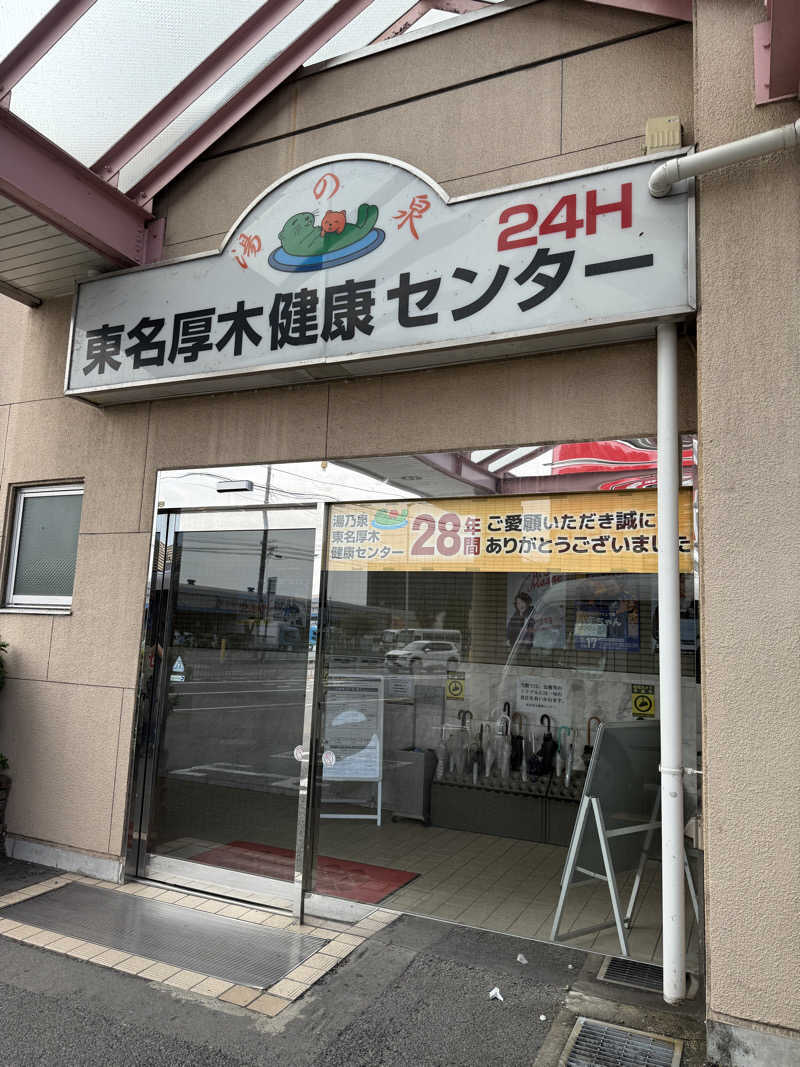 湯の泉
24H
東名厚木健康センター
湯乃泉
東名厚木
健康センター
28年間
ご愛顧いただき誠に
ありがとうございました
17